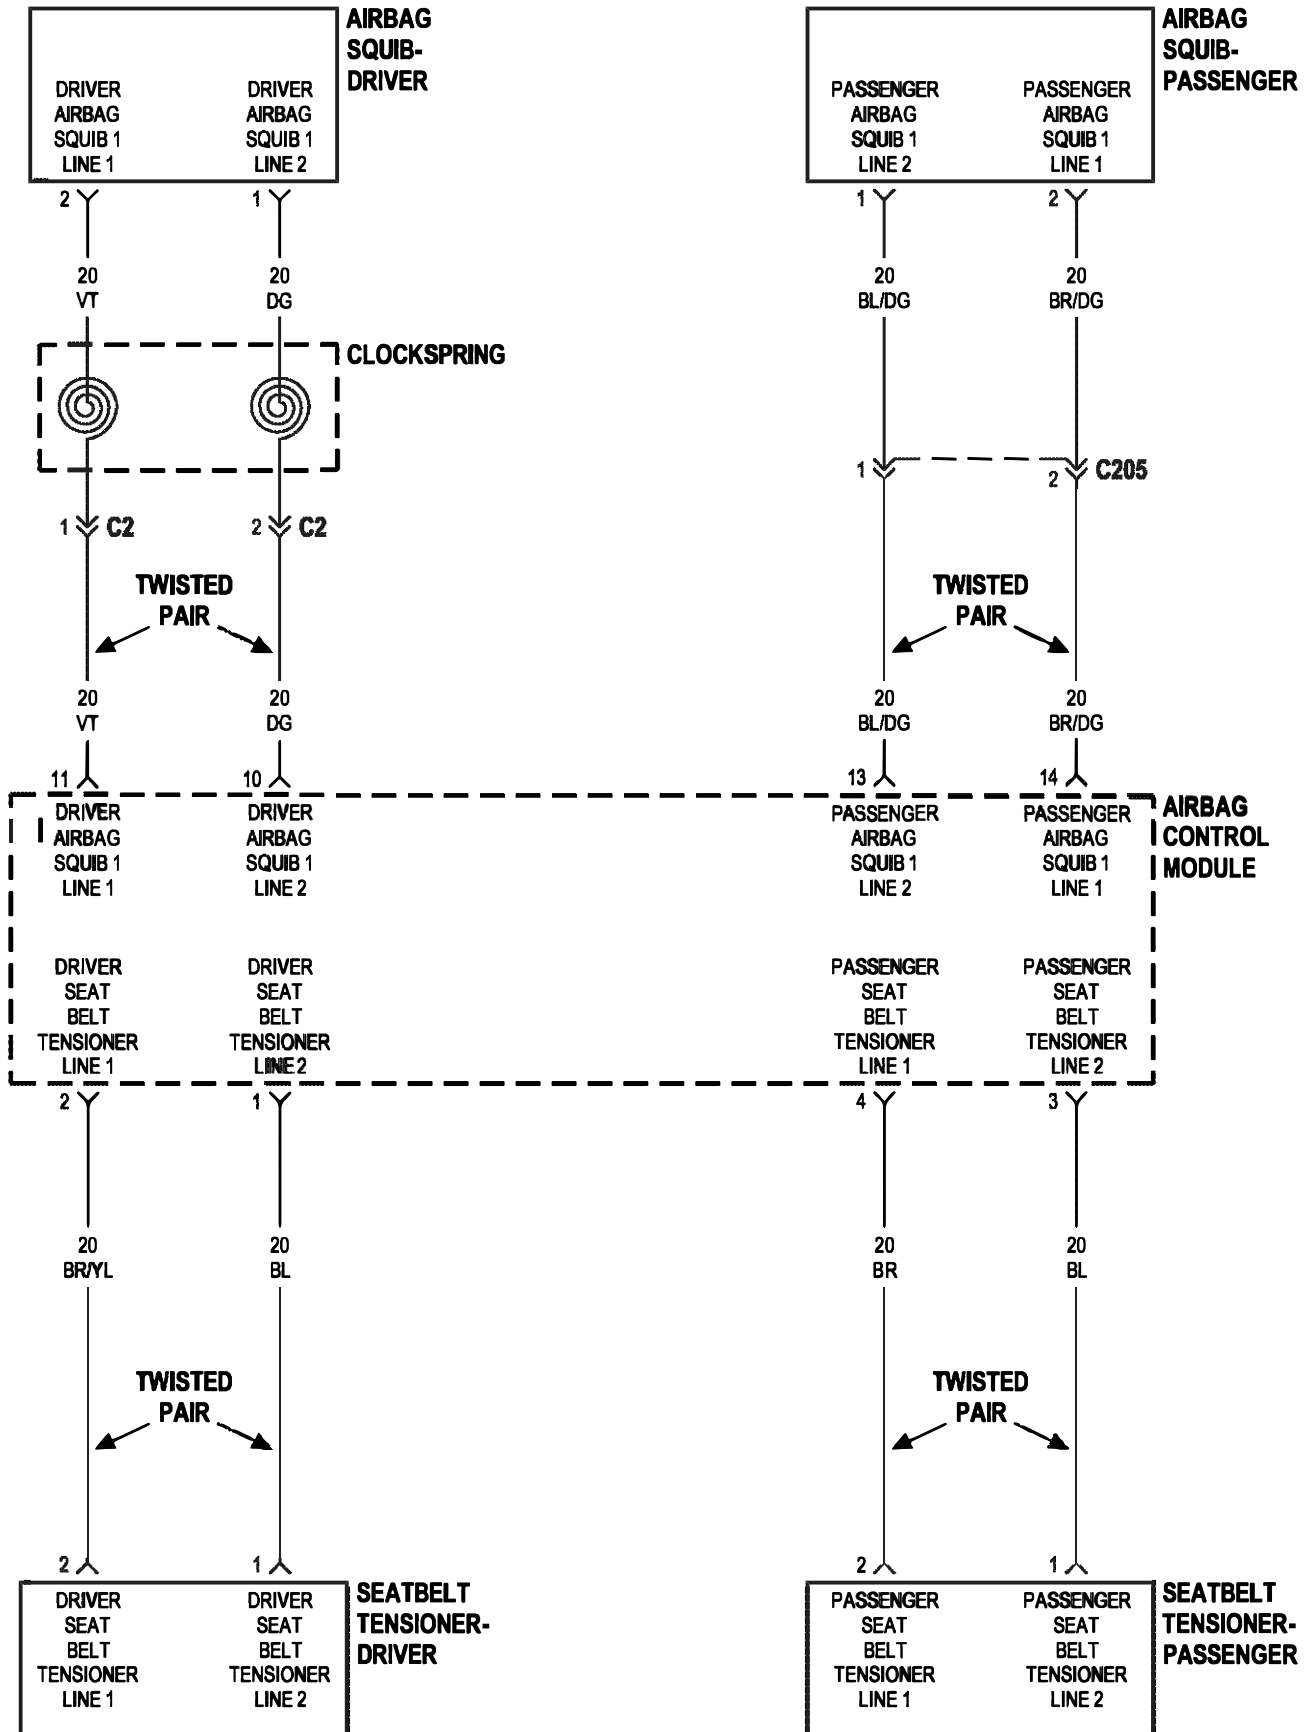 AIRBAG
SQUIB-
DRIVER
DRIVER
AIRBAG
SQUIB 1
LINE 1
DRIVER
AIRBAG
SQUIB 1
LINE 2
AIRBAG
SQUIB-
PASSENGER
PASSENGER
AIRBAG
SQUIB 1
LINE 2
PASSENGER
AIRBAG
SQUIB 1
LINE 1
2
1
1
2
20
VT
20
DG
20
BL/DG
20
BR/DG
CLOCKSPRING
1
2
C205
1
C2
2
C2
TWISTED
PAIR
TWISTED
PAIR
20
VT
20
DG
20
BL/DG
20
BR/DG
11
10
13
14
AIRBAG
CONTROL
MODULE
DRIVER
AIRBAG
SQUIB 1
LINE 1
DRIVER
AIRBAG
SQUIB 1
LINE 2
PASSENGER
AIRBAG
SQUIB 1
LINE 2
PASSENGER
AIRBAG
SQUIB 1
LINE 1
DRIVER
SEAT
BELT
TENSIONER
LINE 1
DRIVER
SEAT
BELT
TENSIONER
LINE 2
PASSENGER
SEAT
BELT
TENSIONER
LINE 1
PASSENGER
SEAT
BELT
TENSIONER
LINE 2
2
1
4
3
20
BR/YL
20
BL
20
BR
20
BL
TWISTED
PAIR
TWISTED
PAIR
2
1
2
1
DRIVER
SEAT
BELT
TENSIONER
LINE 1
DRIVER
SEAT
BELT
TENSIONER
LINE 2
SEATBELT
TENSIONER-
DRIVER
PASSENGER
SEAT
BELT
TENSIONER
LINE 1
PASSENGER
SEAT
BELT
TENSIONER
LINE 2
SEATBELT
TENSIONER-
PASSENGER